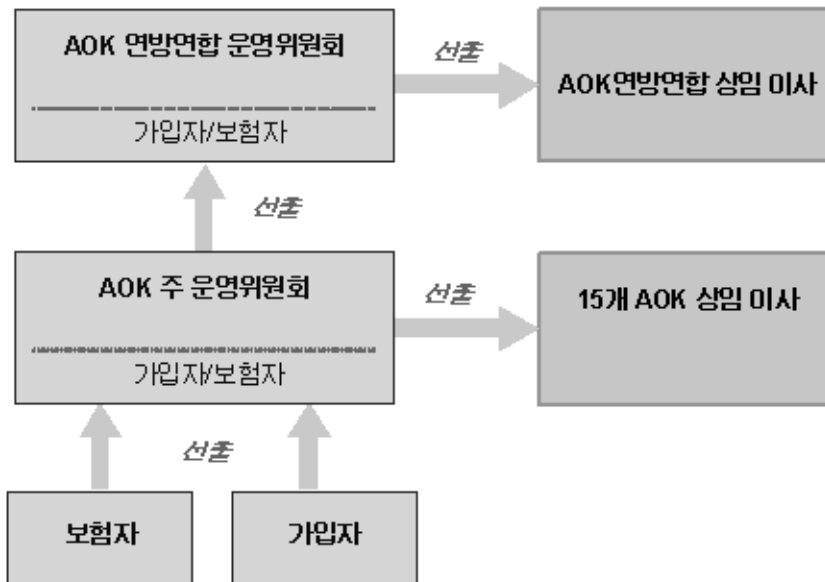 AOK 연방연합 운영위원회
가입자/보험자
선출
AOK연방연합 상임 이사
선출
AOK 주 운영위원회
가입자/보험자
선출
15개 AOK 상임 이사
선출
보험자
가입자